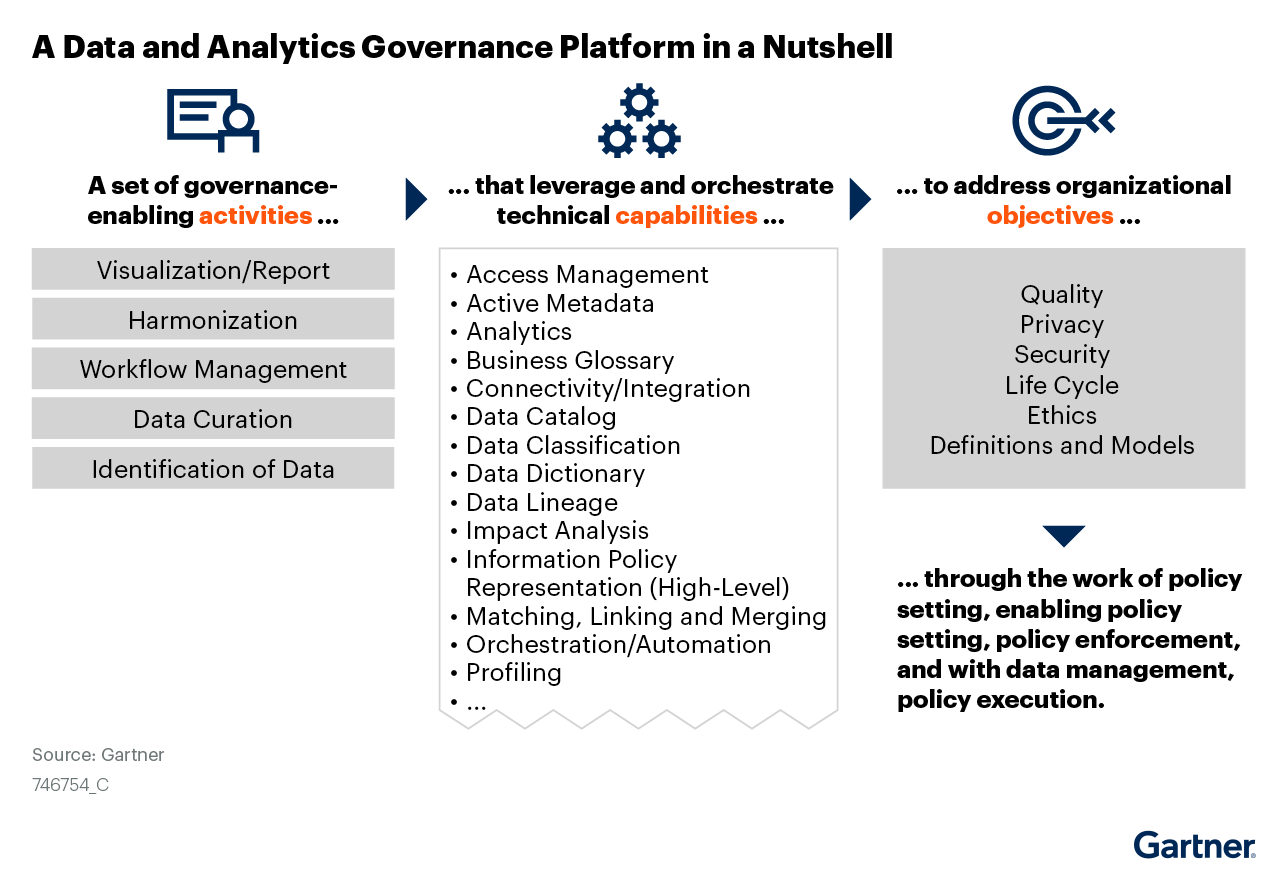 A Data and Analytics Governance Platform in a Nutshell
A set of governance-
enabling activities ...
Visualization/Report
Harmonization
Workflow Management
Data Curation
Identification of Data
... that leverage and orchestrate
technical capabilities ...
• Access Management
• Active Metadata
• Analytics
• Business Glossary
• Connectivity/Integration
• Data Catalog
• Data Classification
• Data Dictionary
• Data Lineage
• Impact Analysis
• Information Policy
Representation (High-Level)
• Matching, Linking and Merging
• Orchestration/Automation
• Profiling
• ...
... to address organizational
objectives ...
Quality
Privacy
Security
Life Cycle
Ethics
Definitions and Models
... through the work of policy
setting, enabling policy
setting, policy enforcement,
and with data management,
policy execution.
Source: Gartner
746754_C
Gartner®